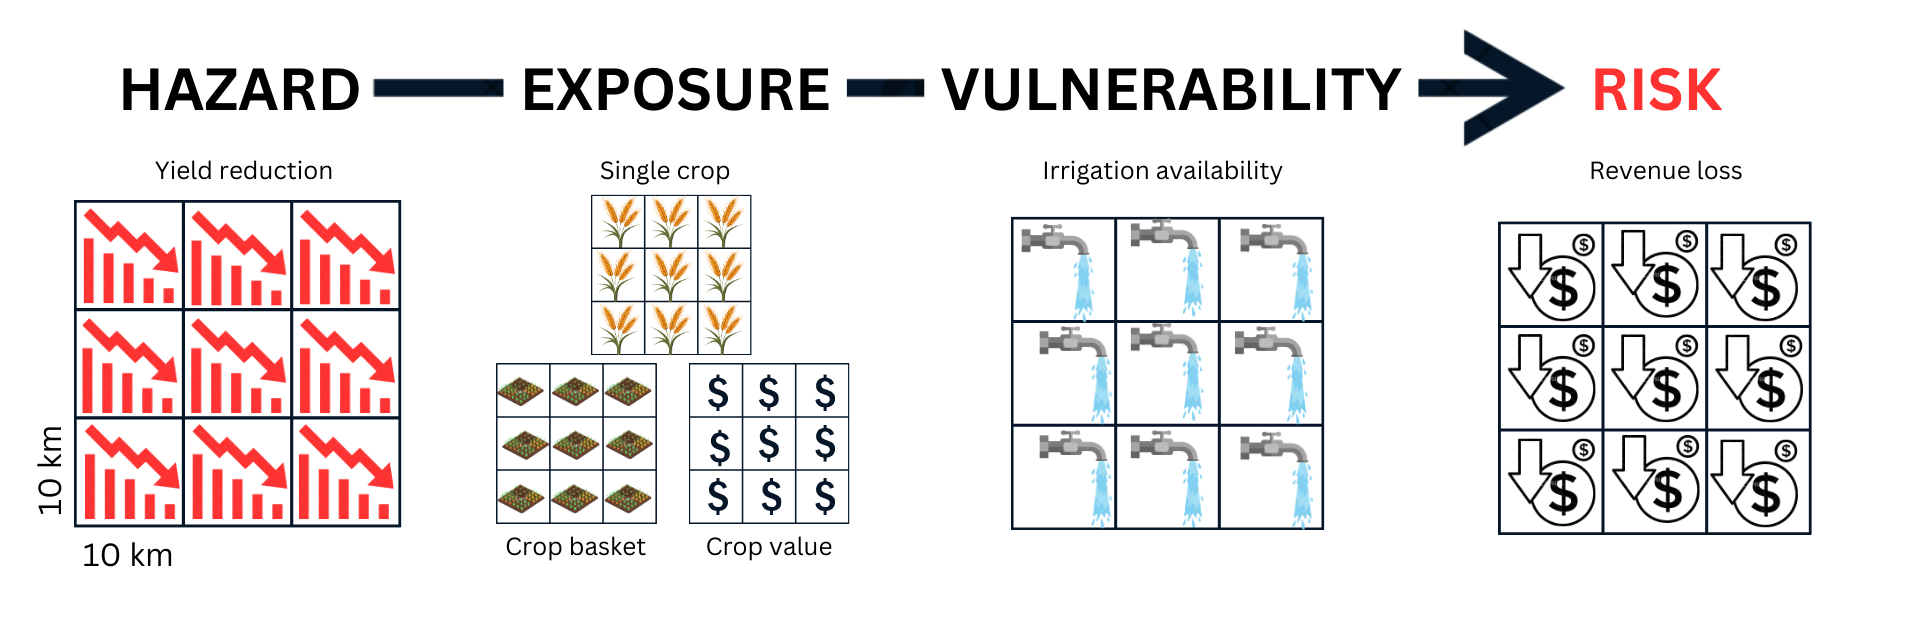 HAZARD EXPOSURE VULNERABILITY RISK
Yield reduction
Single crop
Irrigation availability
Revenue loss
$ $ $
$ $ $
$ $ $
Crop basket
Crop value
10 km
10 km
$ $ $ $ $ $
$ $ $ $ $ $
$ $ $ $ $ $